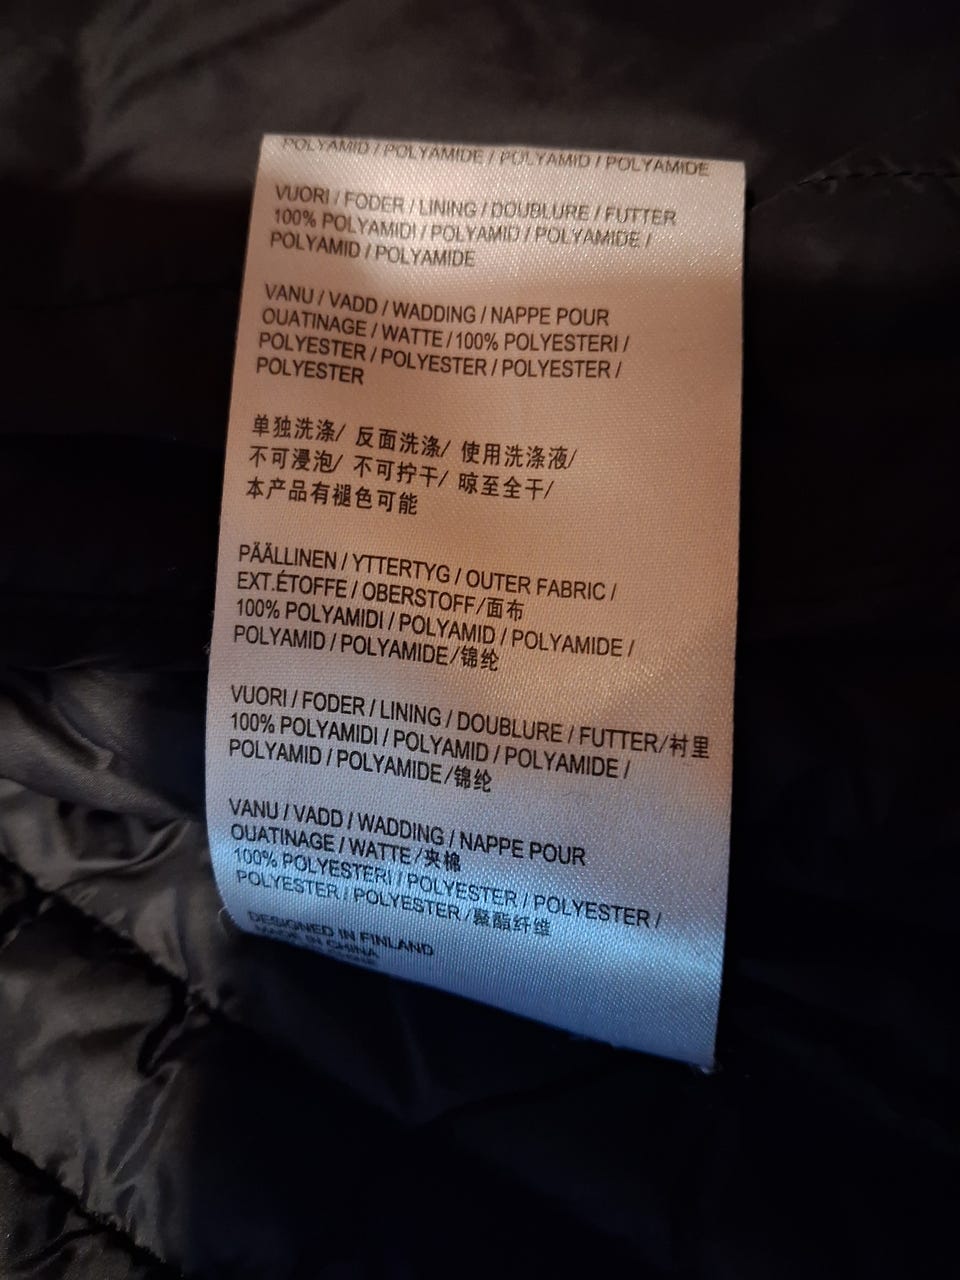 POLYAMID / POLYAMIDE / POLYAMID / POLYAMIDE
VUORI / FODER / LINING / DOUBLURE / FUTTER
100% POLYAMIDI / POLYAMID / POLYAMIDE /
POLYAMID / POLYAMIDE
VANU / VADD / WADDING / NAPPE POUR
OUATINAGE / WATTE / 100% POLYESTERI /
POLYESTER / POLYESTER / POLYESTER /
POLYESTER
单独洗涤/ 反面洗涤/ 使用洗涤液/
不可浸泡/ 不可拧干/ 晾至全干/
本产品有褪色可能
PÄÄLLINEN / YTTERTYG / OUTER FABRIC /
EXT.ÉTOFFE / OBERSTOFF/面布
100% POLYAMIDI / POLYAMID / POLYAMIDE /
POLYAMID / POLYAMIDE/锦纶
VUORI / FODER / LINING / DOUBLURE / FUTTER/衬里
100% POLYAMIDI / POLYAMID / POLYAMIDE /
POLYAMID / POLYAMIDE/锦纶
VANU / VADD / WADDING / NAPPE POUR
OUATINAGE / WATTE/夹棉
100% POLYESTERI / POLYESTER / POLYESTER /
POLYESTER / POLYESTER /聚酯纤维
DESIGNED IN FINLAND
MADE IN CHINA